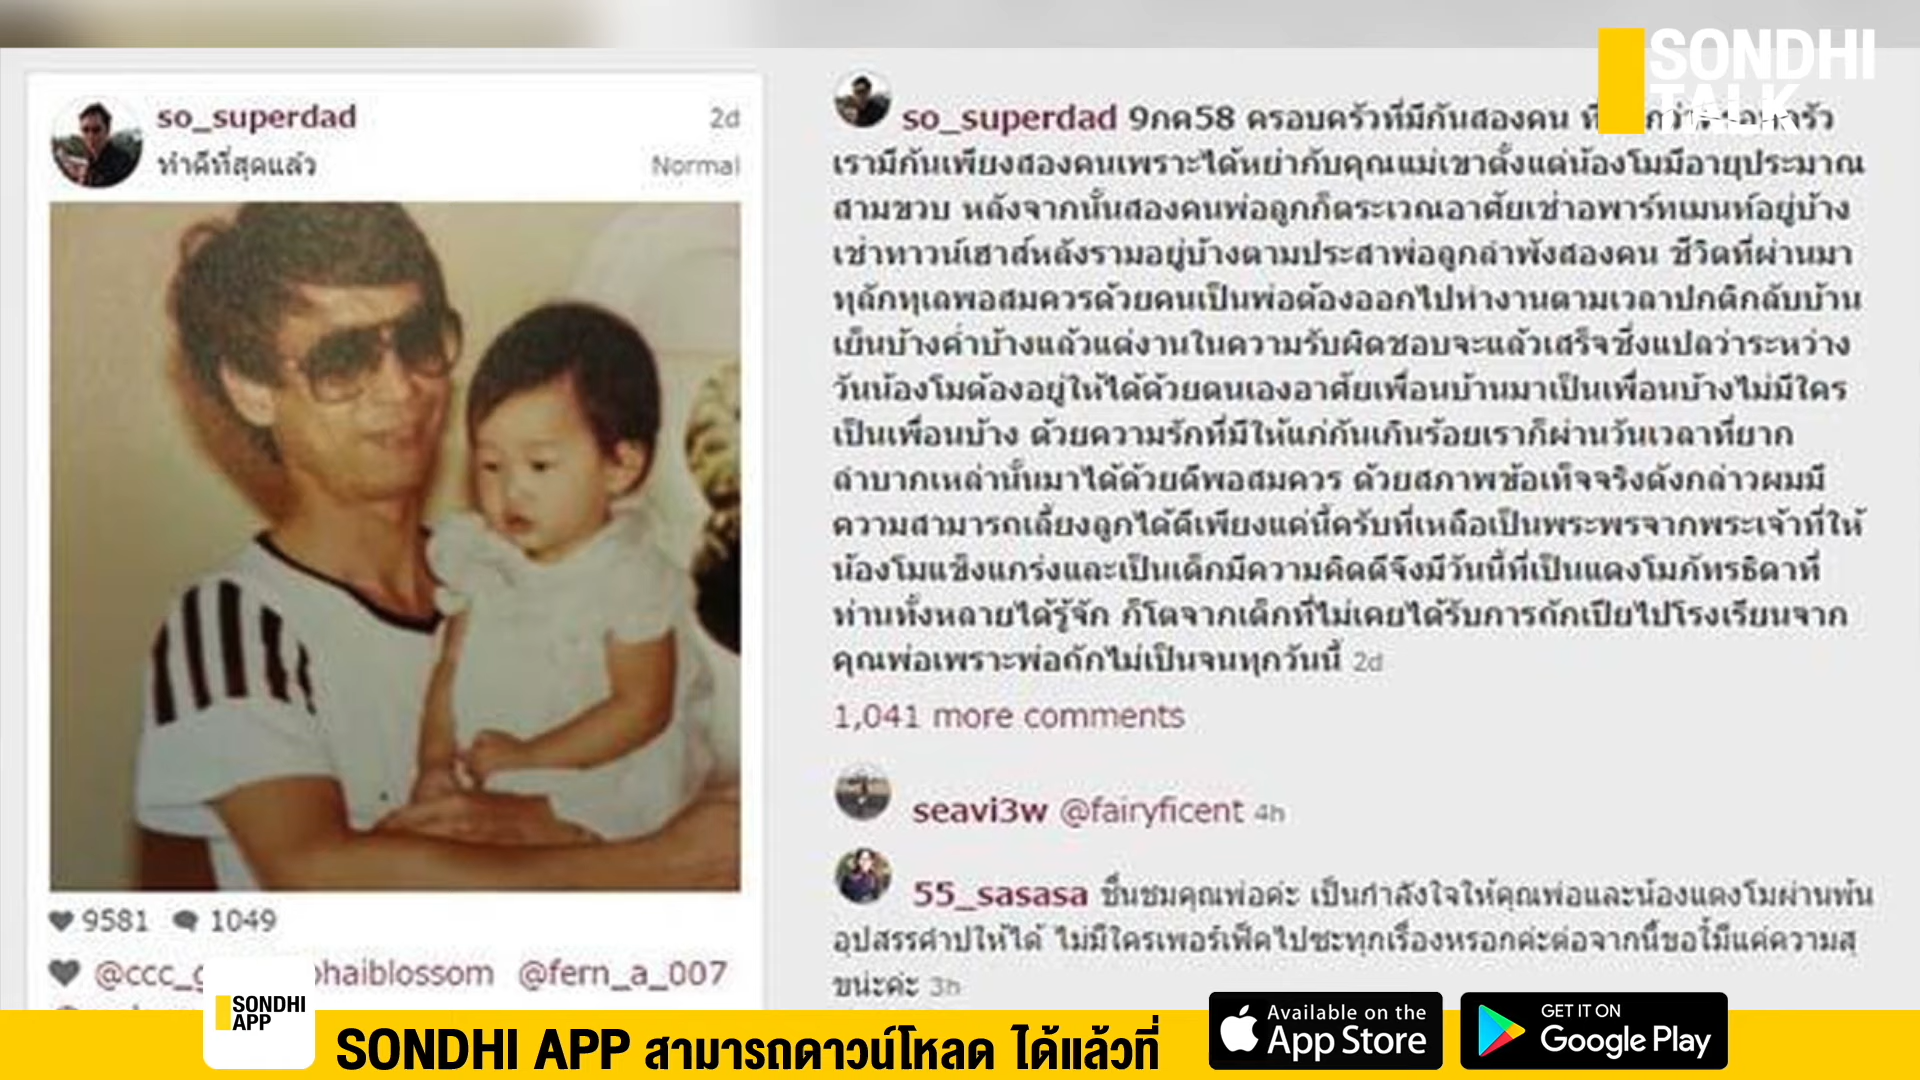 SONDHI
TALK
so_superdad 2d
ทำดีที่สุดแล้ว Normal
9581 1049
@ccc_ haiblossom @fern_a_007
so_superdad 9กค58 ครอบครัวที่มีกันสองคน
เรามีกันเพียงสองคนเพราะได้หย่ากับคุณแม่เขาตั้งแต่น้องโมมีอายุประมาณ
สามขวบ หลังจากนั้นสองคนพ่อลูกก็ตระเวณอาศัยเช่าอพาร์ทเมนท์อยู่บ้าง
เช่าทาวน์เฮาส์หลังรามอยู่บ้างตามประสาพ่อลูกลำพังสองคน ชีวิตที่ผ่านมา
ทุลักทุเลพอสมควรด้วยคนเป็นพ่อต้องออกไปทำงานตามเวลาปกติกลับบ้าน
เย็นบ้างค่ำบ้างแล้วแต่งานในความรับผิดชอบจะแล้วเสร็จซึ่งแปลว่าระหว่าง
วันน้องโมต้องอยู่ให้ได้ด้วยตนเองอาศัยเพื่อนบ้านมาเป็นเพื่อนบ้างไม่มีใคร
เป็นเพื่อนบ้าง ด้วยความรักที่มีให้แก่กันเกินร้อยเราก็ผ่านวันเวลาที่ยาก
ลำบากเหล่านั้นมาได้ด้วยดีพอสมควร ด้วยสภาพข้อเท็จจริงดังกล่าวผมมี
ความสามารถเลี้ยงลูกได้ดีเพียงแค่นี้ครับที่เหลือเป็นพระพรจากพระเจ้าที่ให้
น้องโมแข็งแกร่งและเป็นเด็กมีความคิดดีจึงมีวันนี้ที่เป็นแตงโมภัทรธิดาที่
ท่านทั้งหลายได้รู้จัก ก็โตจากเด็กที่ไม่เคยได้รับการถักเปียไปโรงเรียนจาก
คุณพ่อเพราะพ่อถักไม่เป็นจนทุกวันนี้ 2d
1,041 more comments
seavi3w @fairyficent 4h
55_sasasa ชื่นชมคุณพ่อค่ะ เป็นกำลังใจให้คุณพ่อและน้องแตงโมผ่านพ้น
อุปสรรคไปให้ได้ ไม่มีใครเพอร์เฟ็คไปซะทุกเรื่องหรอกค่ะต่อจากนี้ขอให้มีแค่ความสุ
ขน่ะค่ะ 3h
SONDHI
APP
SONDHI APP สามารถดาวน์โหลด ได้แล้วที่
Available on the
App Store
GET IT ON
Google Play